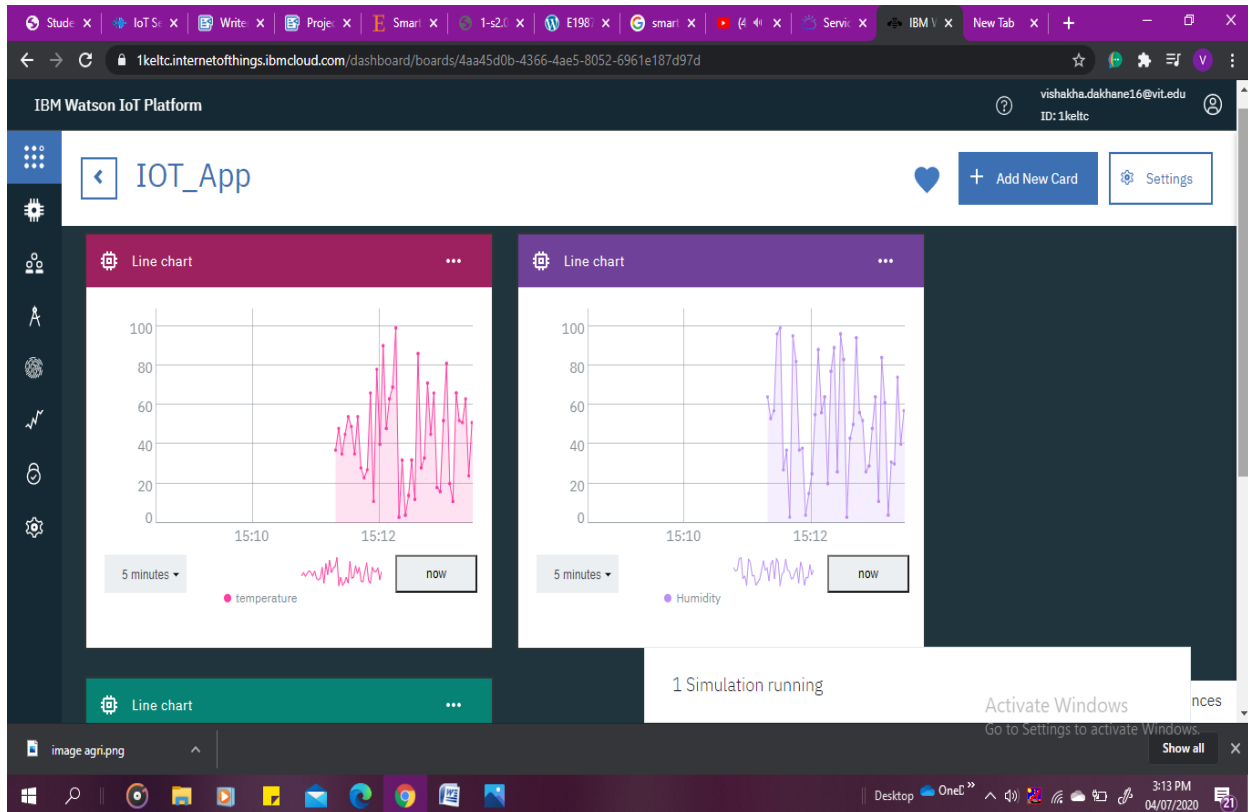 Stude X IoT Se X Write X Projec X Smart X 1-s2.0 X E1987 X smart X (4 X Servic X IBM W X New Tab X +
1keltc.internetofthings.ibmcloud.com/dashboard/boards/4aa45d0b-4366-4ae5-8052-6961e187d97d
V
IBM Watson IoT Platform
vishakha.dakhane16@vit.edu
ID: 1keltc
IOT_App
+ Add New Card
Settings
Line chart
100
80
60
40
20
0
15:10 15:12
5 minutes
now
temperature
Line chart
100
80
60
40
20
0
15:10 15:12
5 minutes
now
Humidity
Line chart
1 Simulation running
nces
Activate Windows
Go to Settings to activate Windows.
image agri.png
Show all
Desktop OneD
3:13 PM
04/07/2020
21